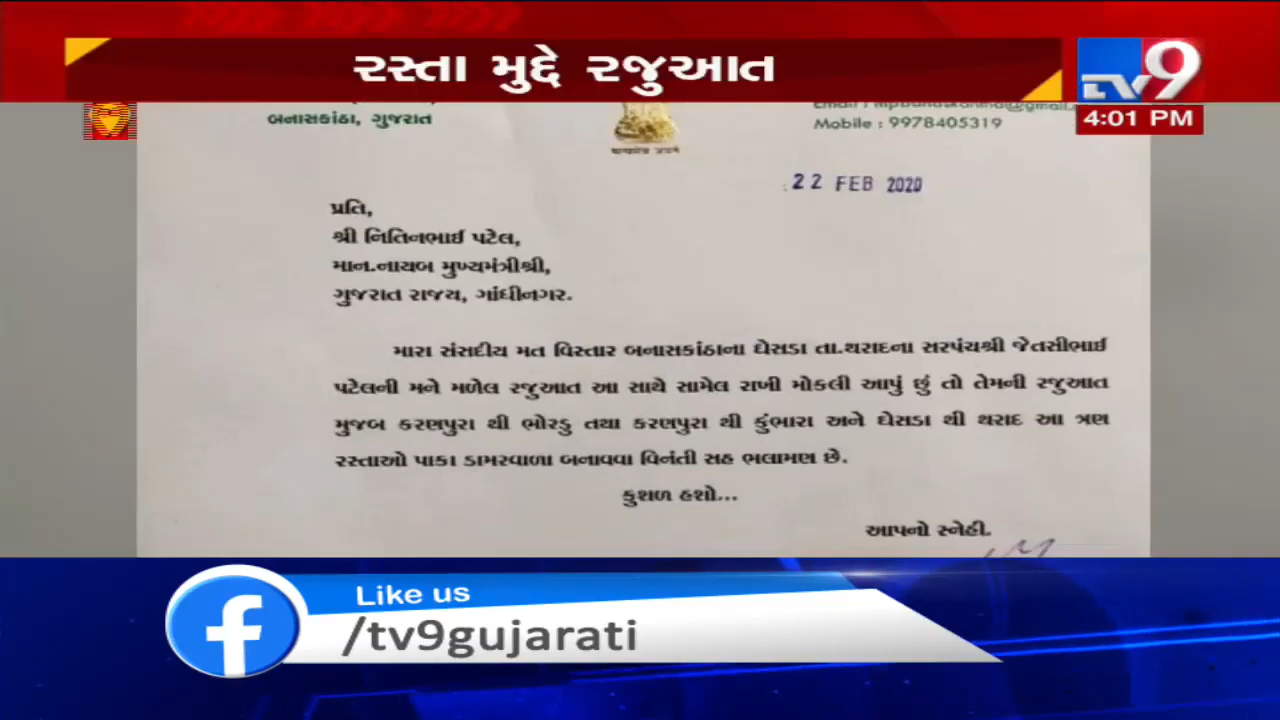 રસ્તા મુદ્દે રજુઆત
TV9
4:01 PM
બનાસકાંઠા, ગુજરાત
Mobile : 9978405319
22 FEB 2020
પ્રતિ,
શ્રી નિતિનભાઈ પટેલ,
માન.નાયબ મુખ્યમંત્રીશ્રી,
ગુજરાત રાજ્ય, ગાંધીનગર.
મારા સંસદીય મત વિસ્તાર બનાસકાંઠાના ઘેસડા તા.થરાદના સરપંચશ્રી જેતસીભાઈ
પટેલની મને મળેલ રજુઆત આ સાથે સામેલ રાખી મોકલી આપું છું તો તેમની રજુઆત
મુજબ કરણપુરા થી ભોરડુ તથા કરણપુરા થી કુંભારા અને ઘેસડા થી થરાદ આ ત્રણ
રસ્તાઓ પાકા ડામરવાળા બનાવવા વિનંતી સહ ભલામણ છે.
કુશળ હશો...
આપનો સ્નેહી.
Like us
/tv9gujarati